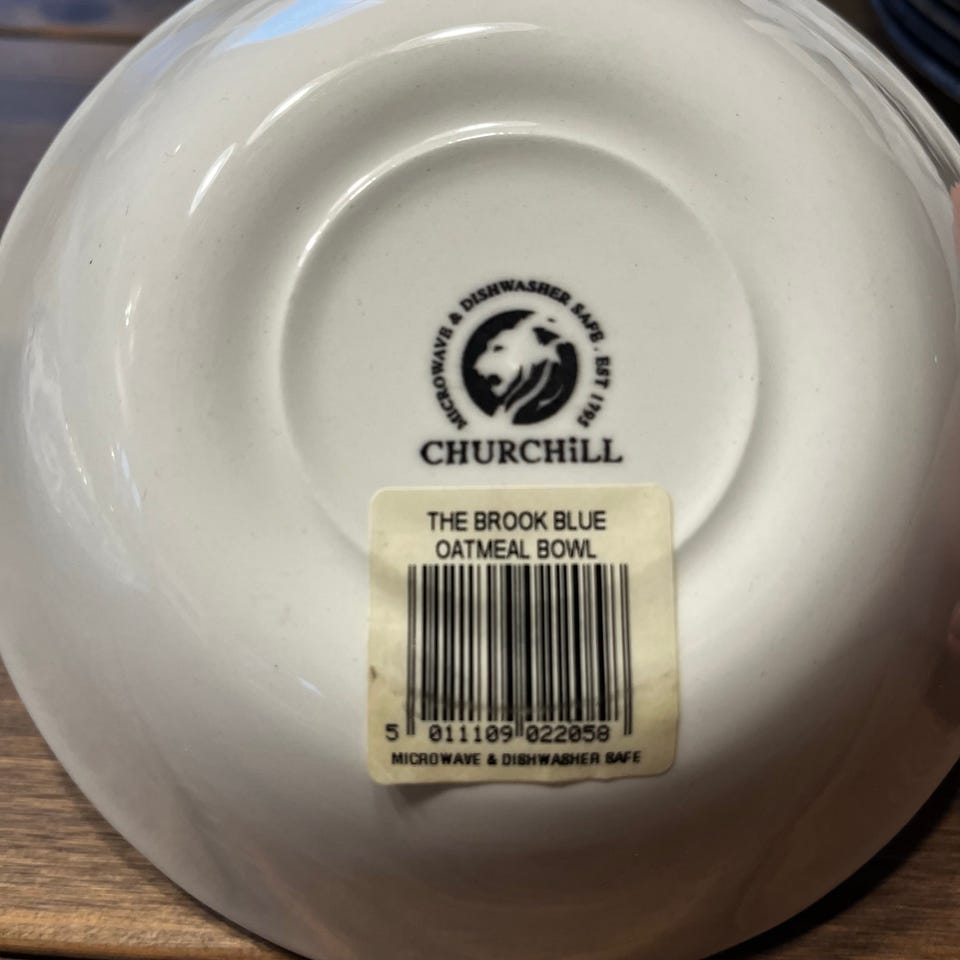 MICROWAVE & DISHWASHER SAFE . EST 1795
CHURCHiLL
THE BROOK BLUE
OATMEAL BOWL
5 011109 022058
MICROWAVE & DISHWASHER SAFE